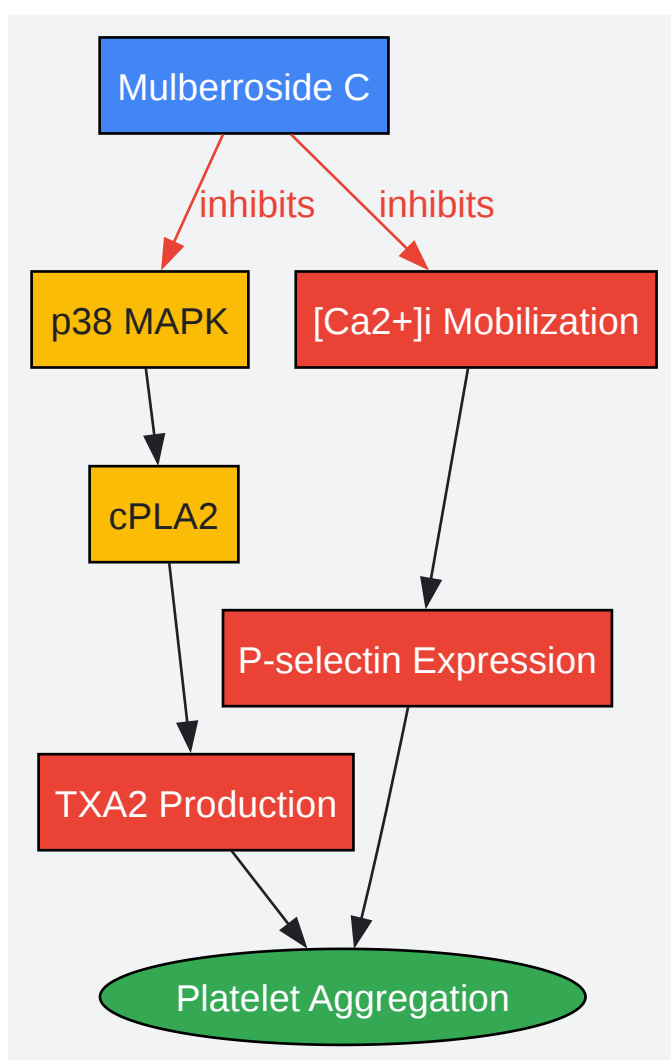 Mulberroside C
inhibits
inhibits
p38 MAPK
[Ca2+]i Mobilization
cPLA2
P-selectin Expression
TXA2 Production
Platelet Aggregation